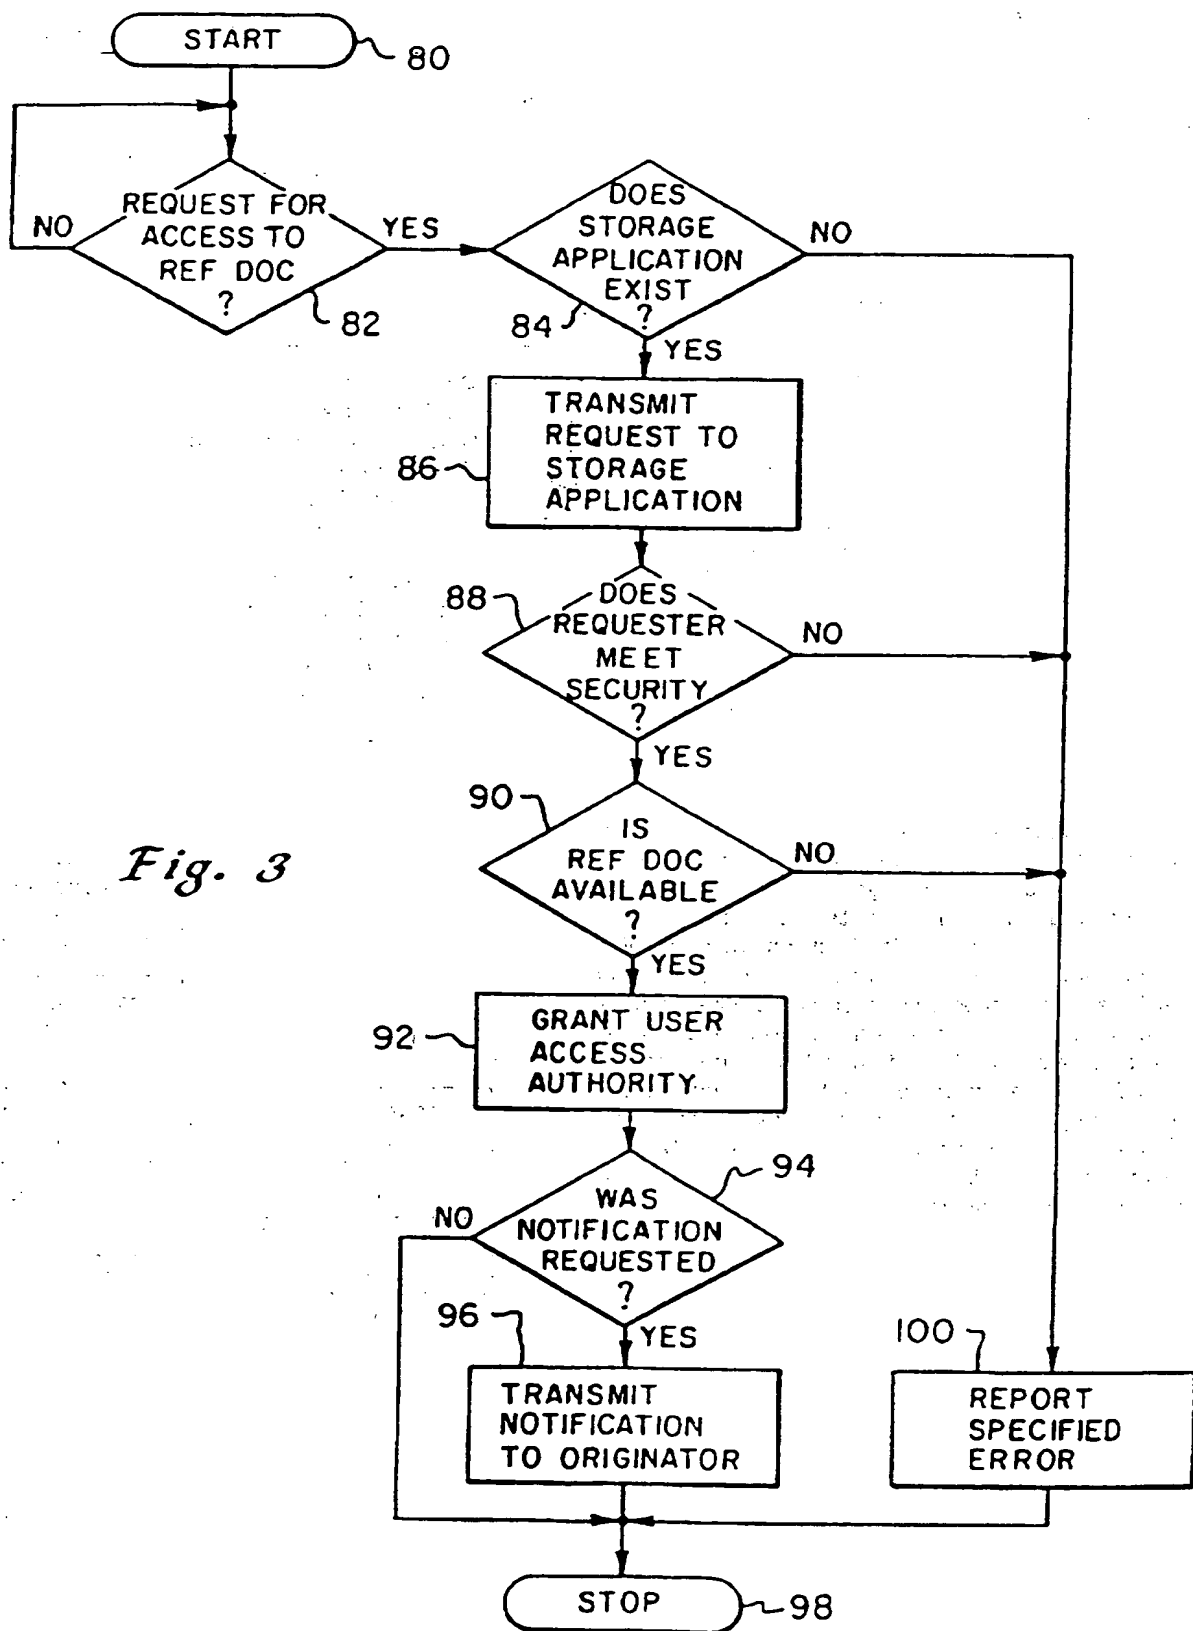 START
80
REQUEST FOR
ACCESS TO
REF DOC
?
NO
YES
82
DOES
STORAGE
APPLICATION
EXIST
?
NO
84
YES
TRANSMIT
REQUEST TO
STORAGE
APPLICATION
86
88
DOES
REQUESTER
MEET
SECURITY
?
NO
YES
90
IS
REF DOC
AVAILABLE
?
NO
YES
Fig. 3
GRANT USER
ACCESS
AUTHORITY
92
94
WAS
NOTIFICATION
REQUESTED
?
NO
YES
96
TRANSMIT
NOTIFICATION
TO ORIGINATOR
100
REPORT
SPECIFIED
ERROR
STOP
98